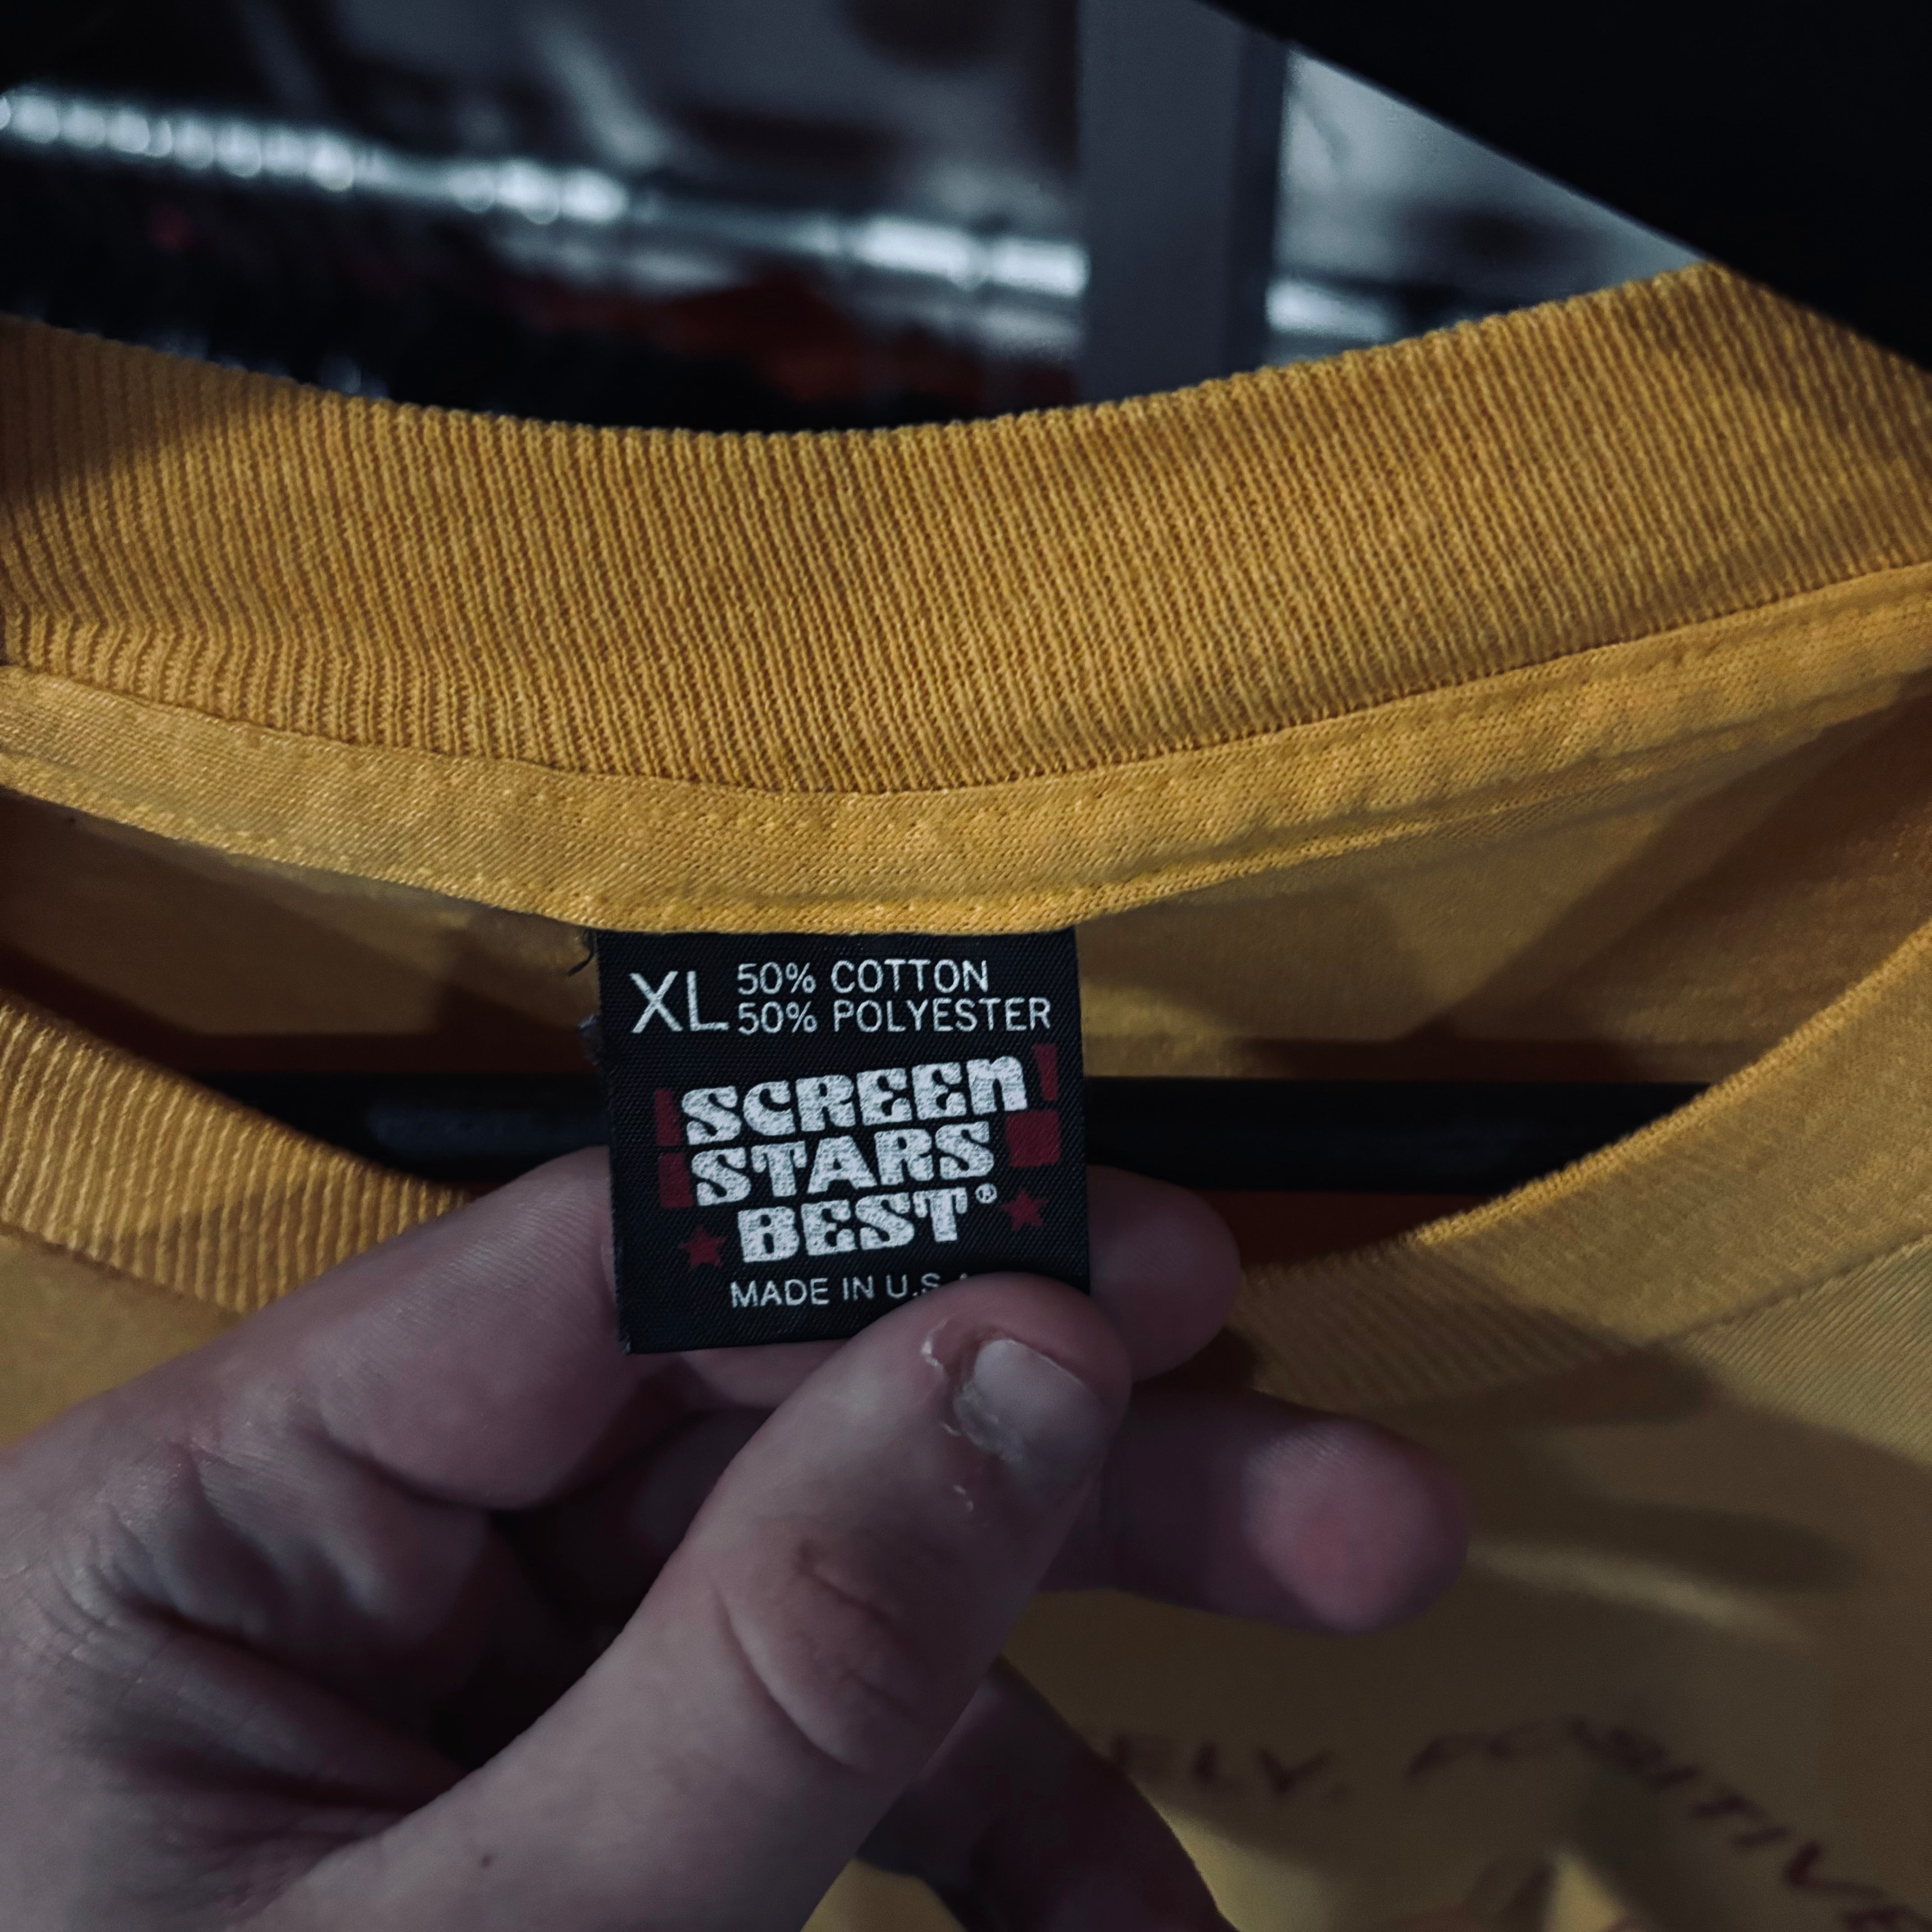 XL 50% COTTON
50% POLYESTER
SCREEN
STARS
BEST®
MADE IN U.S.